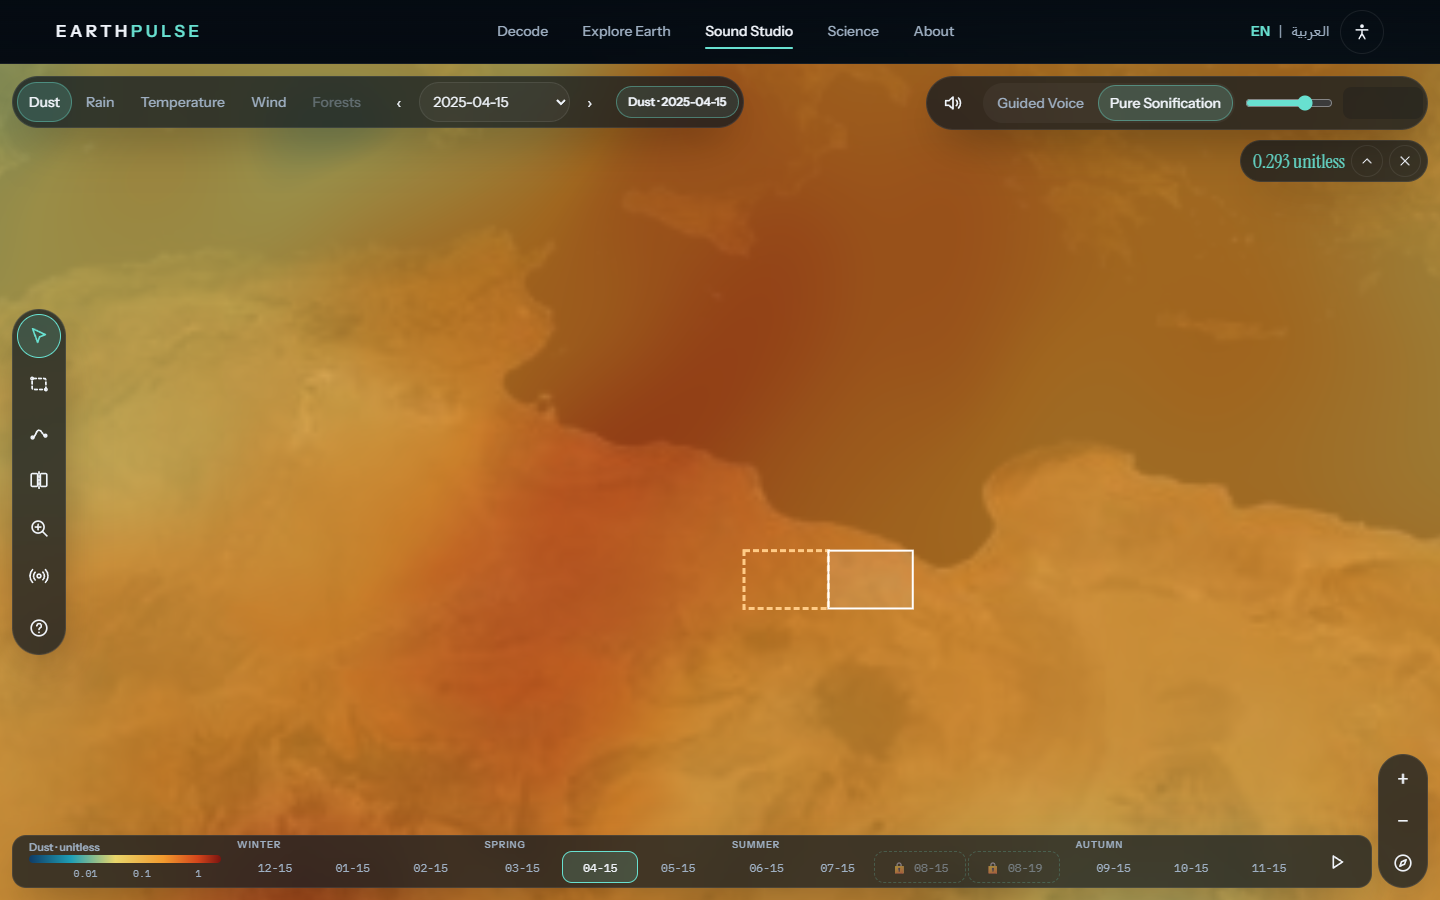 EARTHPULSE
Decode Explore Earth Sound Studio Science About
EN | العربية
Dust Rain Temperature Wind Forests ‹ 2025-04-15 › Dust · 2025-04-15
Guided Voice Pure Sonification
0.293 unitless
Dust · unitless
0.01 0.1 1
WINTER SPRING SUMMER AUTUMN
12-15 01-15 02-15 03-15 04-15 05-15 06-15 07-15 08-15 08-19 09-15 10-15 11-15